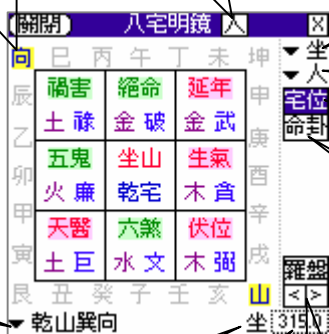 關閉 八宅明鏡 人 X
向 巳 丙 午 丁 未 坤
▼ 坐
▼ 人
辰 禍害 絕命 延年 申
土 祿 金 破 金 武
宅位
命卦
乙 五鬼 坐山 生氣 庚
卯 火 廉 乾宅 木 貪 酉
甲 天醫 六煞 伏位 辛
寅 土 巨 水 文 木 弼 戌
羅盤
艮 丑 癸 子 壬 亥 山
< >
▼ 乾山巽向 坐 315.0